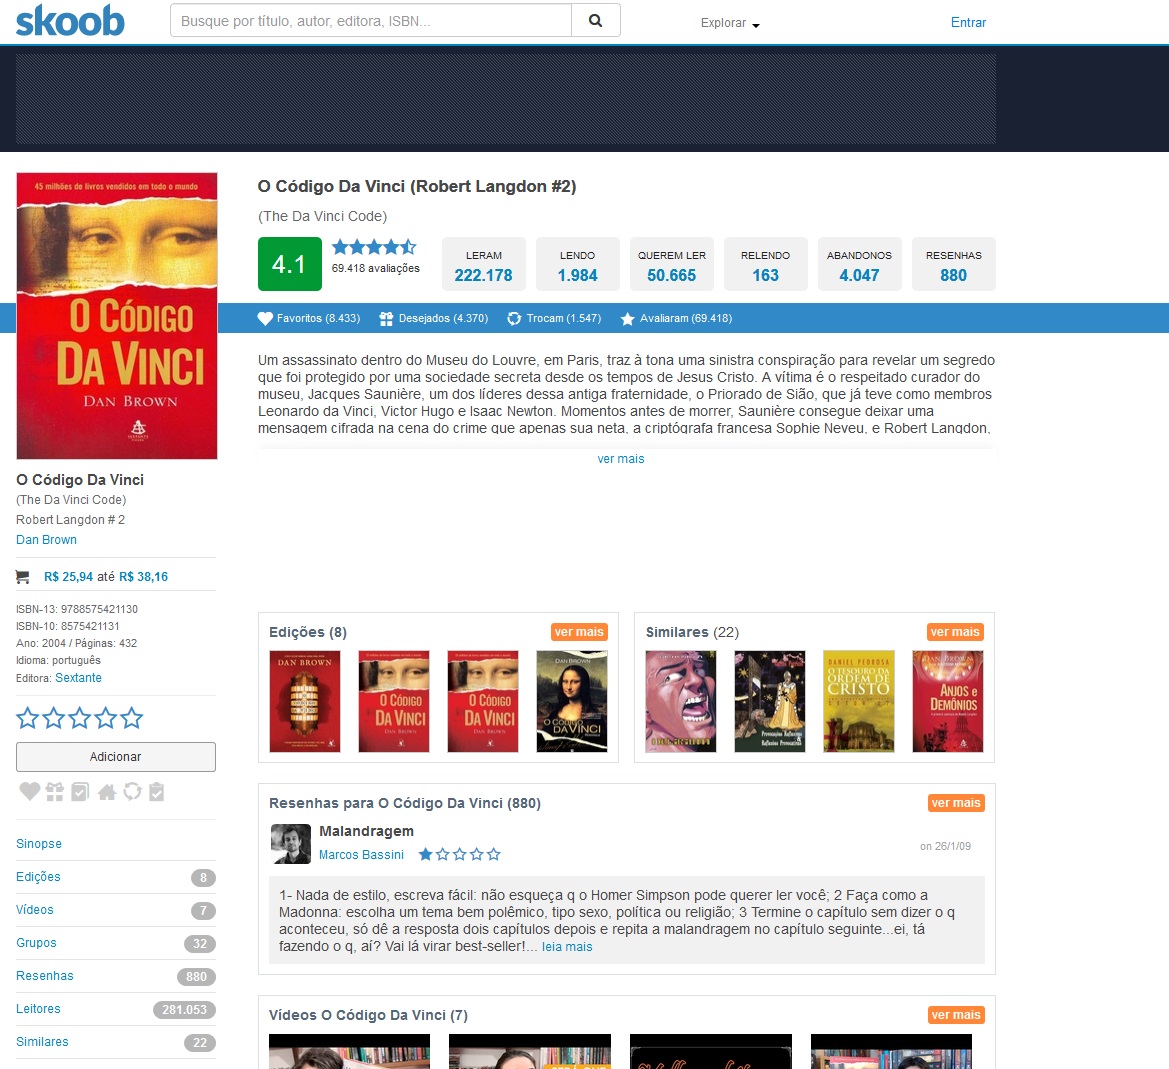 skoob
Busque por título, autor, editora, ISBN...
Explorar
Entrar
45 milhões de livros vendidos em todo o mundo
O CÓDIGO
DA VINCI
DAN BROWN
SEXTANTE
O Código Da Vinci (Robert Langdon #2)
(The Da Vinci Code)
4.1
69.418 avaliações
LERAM
222.178
LENDO
1.984
QUEREM LER
50.665
RELENDO
163
ABANDONOS
4.047
RESENHAS
880
Favoritos (8.433)
Desejados (4.370)
Trocam (1.547)
Avaliaram (69.418)
Um assassinato dentro do Museu do Louvre, em Paris, traz à tona uma sinistra conspiração para revelar um segredo
que foi protegido por uma sociedade secreta desde os tempos de Jesus Cristo. A vítima é o respeitado curador do
museu, Jacques Saunière, um dos líderes dessa antiga fraternidade, o Priorado de Sião, que já teve como membros
Leonardo da Vinci, Victor Hugo e Isaac Newton. Momentos antes de morrer, Saunière consegue deixar uma
mensagem cifrada na cena do crime que apenas sua neta, a criptógrafa francesa Sophie Neveu, e Robert Langdon,
ver mais
O Código Da Vinci
(The Da Vinci Code)
Robert Langdon # 2
Dan Brown
R$ 25,94 até R$ 38,16
ISBN-13: 9788575421130
ISBN-10: 8575421131
Ano: 2004 / Páginas: 432
Idioma: português
Editora: Sextante
Adicionar
Sinopse
Edições 8
Vídeos 7
Grupos 32
Resenhas 880
Leitores 281.053
Similares 22
Edições (8)
ver mais
DAN BROWN
O CÓDIGO
DA VINCI
DAN BROWN
O CÓDIGO
DA VINCI
DAN BROWN
DAN BROWN
O CÓDIGO
DA VINCI
Similares (22)
ver mais
Provocações Reflexivas
& Reflexões Provocativas
DANIEL PEDROSA
O TESOURO DA
ORDEM DE
CRISTO
DAN BROWN
ANJOS e
DEMÔNIOS
Resenhas para O Código Da Vinci (880)
ver mais
Malandragem
Marcos Bassini
on 26/1/09
1- Nada de estilo, escreva fácil: não esqueça q o Homer Simpson pode querer ler você; 2 Faça como a
Madonna: escolha um tema bem polêmico, tipo sexo, política ou religião; 3 Termine o capítulo sem dizer o q
aconteceu, só dê a resposta dois capítulos depois e repita a malandragem no capítulo seguinte...ei, tá
fazendo o q, aí? Vai lá virar best-seller!... leia mais
Vídeos O Código Da Vinci (7)
ver mais